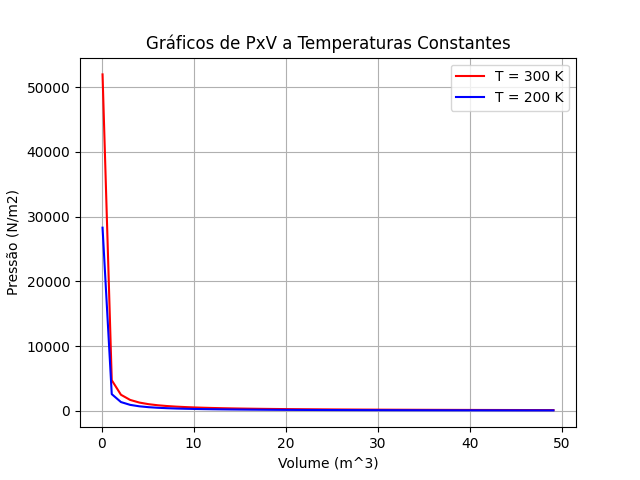 Gráficos de PxV a Temperaturas Constantes
T = 300 K
T = 200 K
Pressão (N/m2)
50000
40000
30000
20000
10000
0
0 10 20 30 40 50
Volume (m^3)